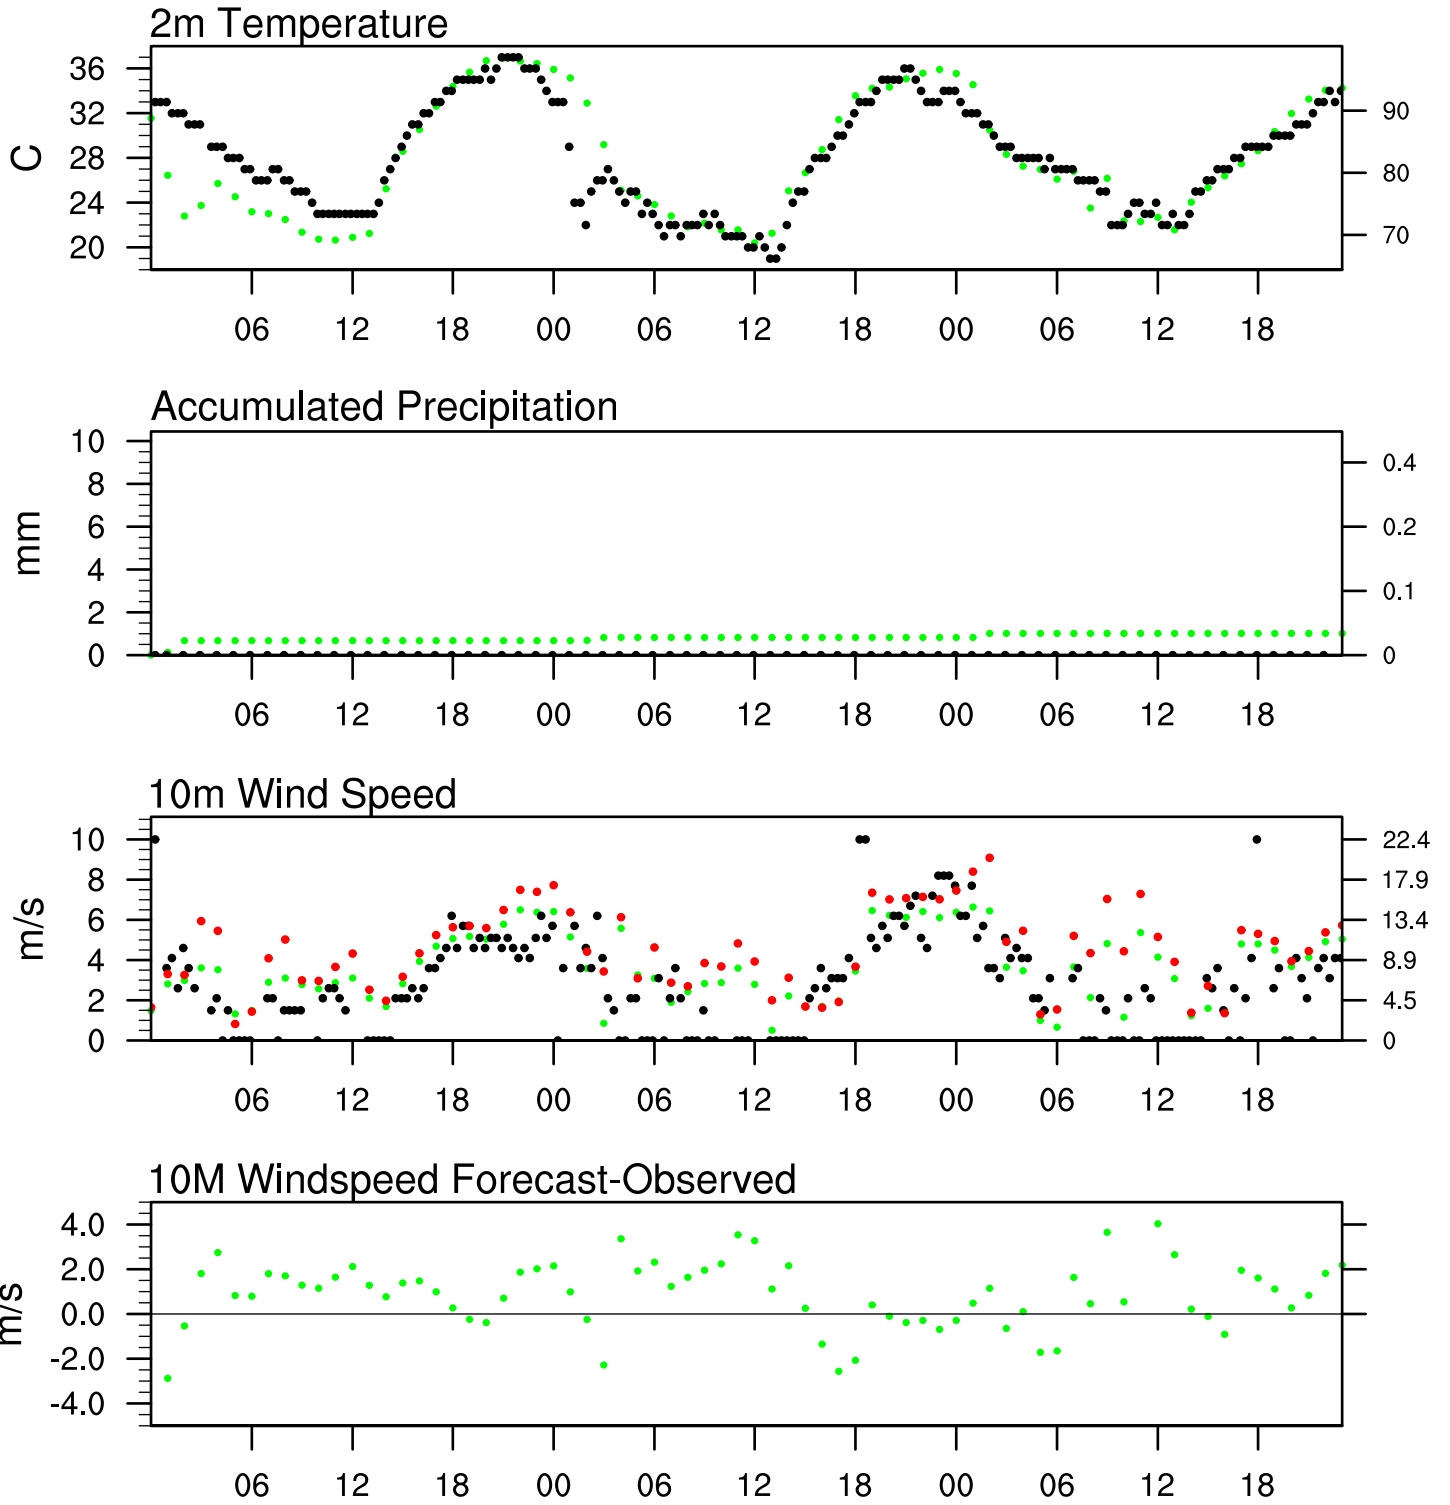 2m Temperature
36
32
28
24
20
C
90
80
70
06 12 18 00 06 12 18 00 06 12 18
Accumulated Precipitation
10
8
6
4
2
0
mm
0.4
0.2
0.1
0
06 12 18 00 06 12 18 00 06 12 18
10m Wind Speed
10
8
6
4
2
0
m/s
22.4
17.9
13.4
8.9
4.5
0
06 12 18 00 06 12 18 00 06 12 18
10M Windspeed Forecast-Observed
4.0
2.0
0.0
-2.0
-4.0
m/s
06 12 18 00 06 12 18 00 06 12 18